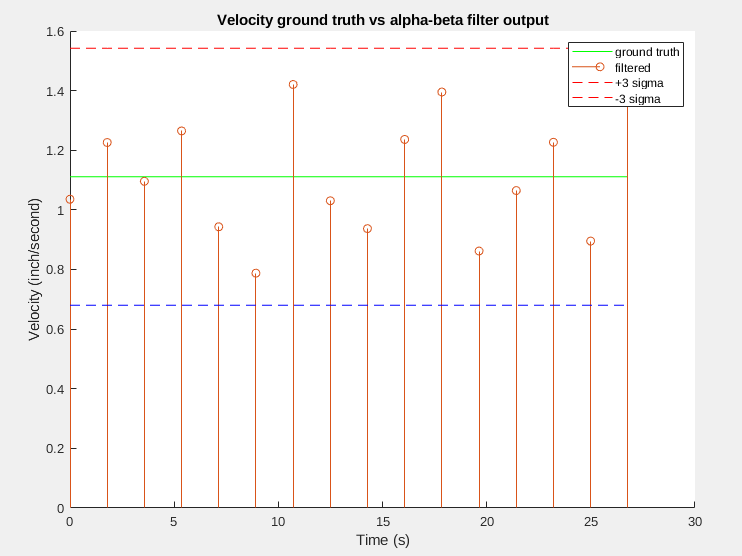 Velocity ground truth vs alpha-beta filter output
ground truth
filtered
+3 sigma
-3 sigma
1.6
1.4
1.2
1
0.8
0.6
0.4
0.2
0
Velocity (inch/second)
0 5 10 15 20 25 30
Time (s)